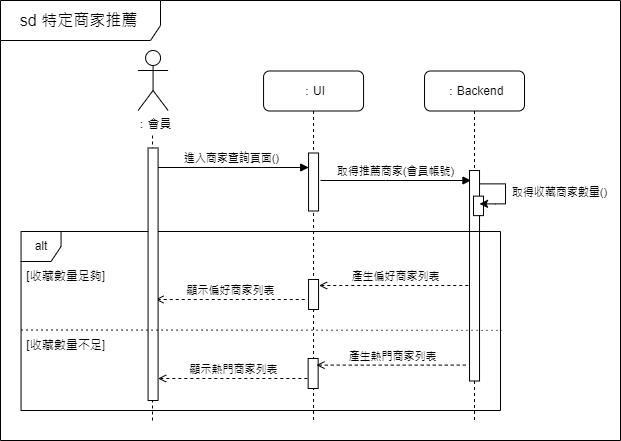 sd 特定商家推薦
：會員
：UI
：Backend
進入商家查詢頁面()
取得推薦商家(會員帳號)
取得收藏商家數量()
alt
[收藏數量足夠]
產生偏好商家列表
顯示偏好商家列表
[收藏數量不足]
產生熱門商家列表
顯示熱門商家列表